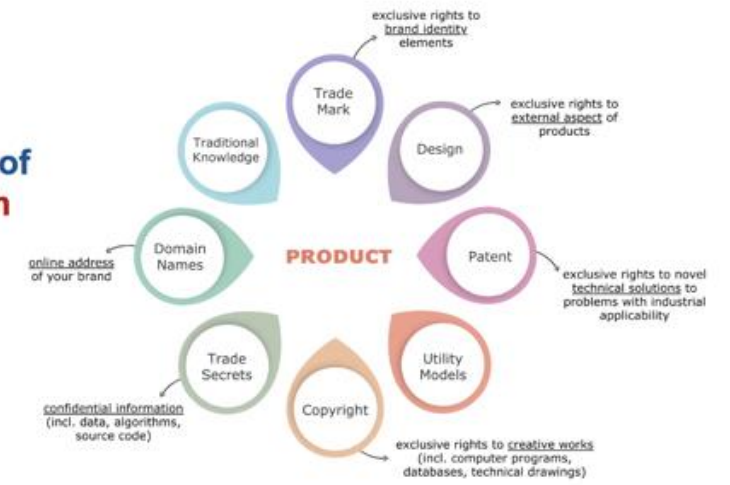 exclusive rights to
brand identity
elements
Trade
Mark
exclusive rights to
external aspect of
products
Design
Traditional
Knowledge
of
n
Domain
Names
online address
of your brand
PRODUCT
Patent
exclusive rights to novel
technical solutions to
problems with industrial
applicability
Trade
Secrets
confidential information
(incl. data, algorithms,
source code)
Utility
Models
Copyright
exclusive rights to creative works
(incl. computer programs,
databases, technical drawings)